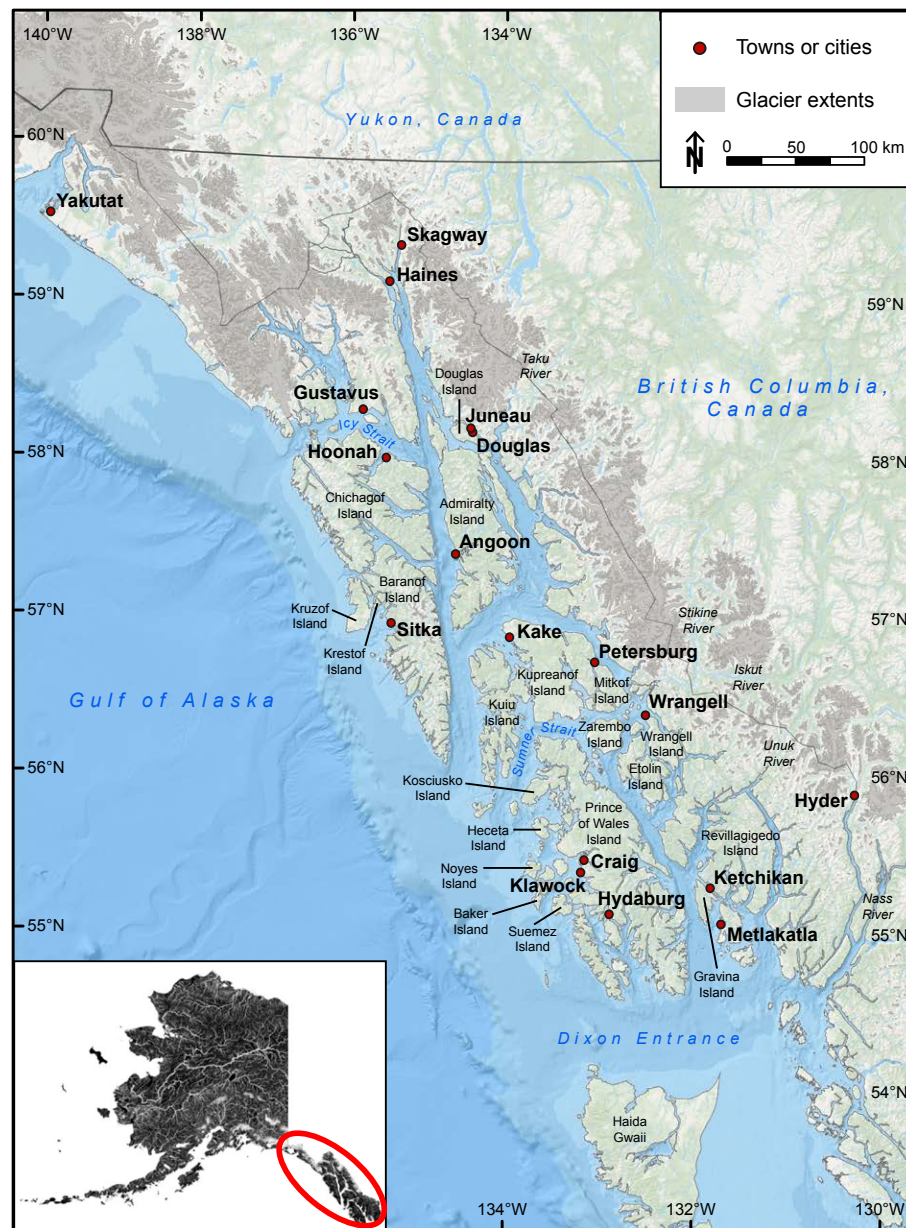 140°W
138°W
136°W
134°W
Towns or cities
Glacier extents
N
0
50
100 km
Yukon, Canada
60°N
Yakutat
Skagway
Haines
59°N
59°N
Taku
River
Douglas
Island
British Columbia,
Canada
Gustavus
Juneau
Icy Strait
Douglas
Hoonah
58°N
58°N
Chichagof
Island
Admiralty
Island
Angoon
Baranof
Island
57°N
57°N
Kruzof
Island
Sitka
Krestof
Island
Kake
Stikine
River
Petersburg
Kupreanof
Island
Mitkof
Island
Iskut
River
Gulf of Alaska
Kuiu
Island
Wrangell
Sumner Strait
Zarembo
Island
Wrangell
Island
Unuk
River
Etolin
Island
56°N
56°N
Kosciusko
Island
Hyder
Prince
of Wales
Island
Heceta
Island
Revillagigedo
Island
Craig
Noyes
Island
Klawock
Ketchikan
Hydaburg
Nass
River
Baker
Island
Suemez
Island
Metlakatla
55°N
55°N
Gravina
Island
Dixon Entrance
54°N
Haida
Gwaii
134°W
132°W
130°W